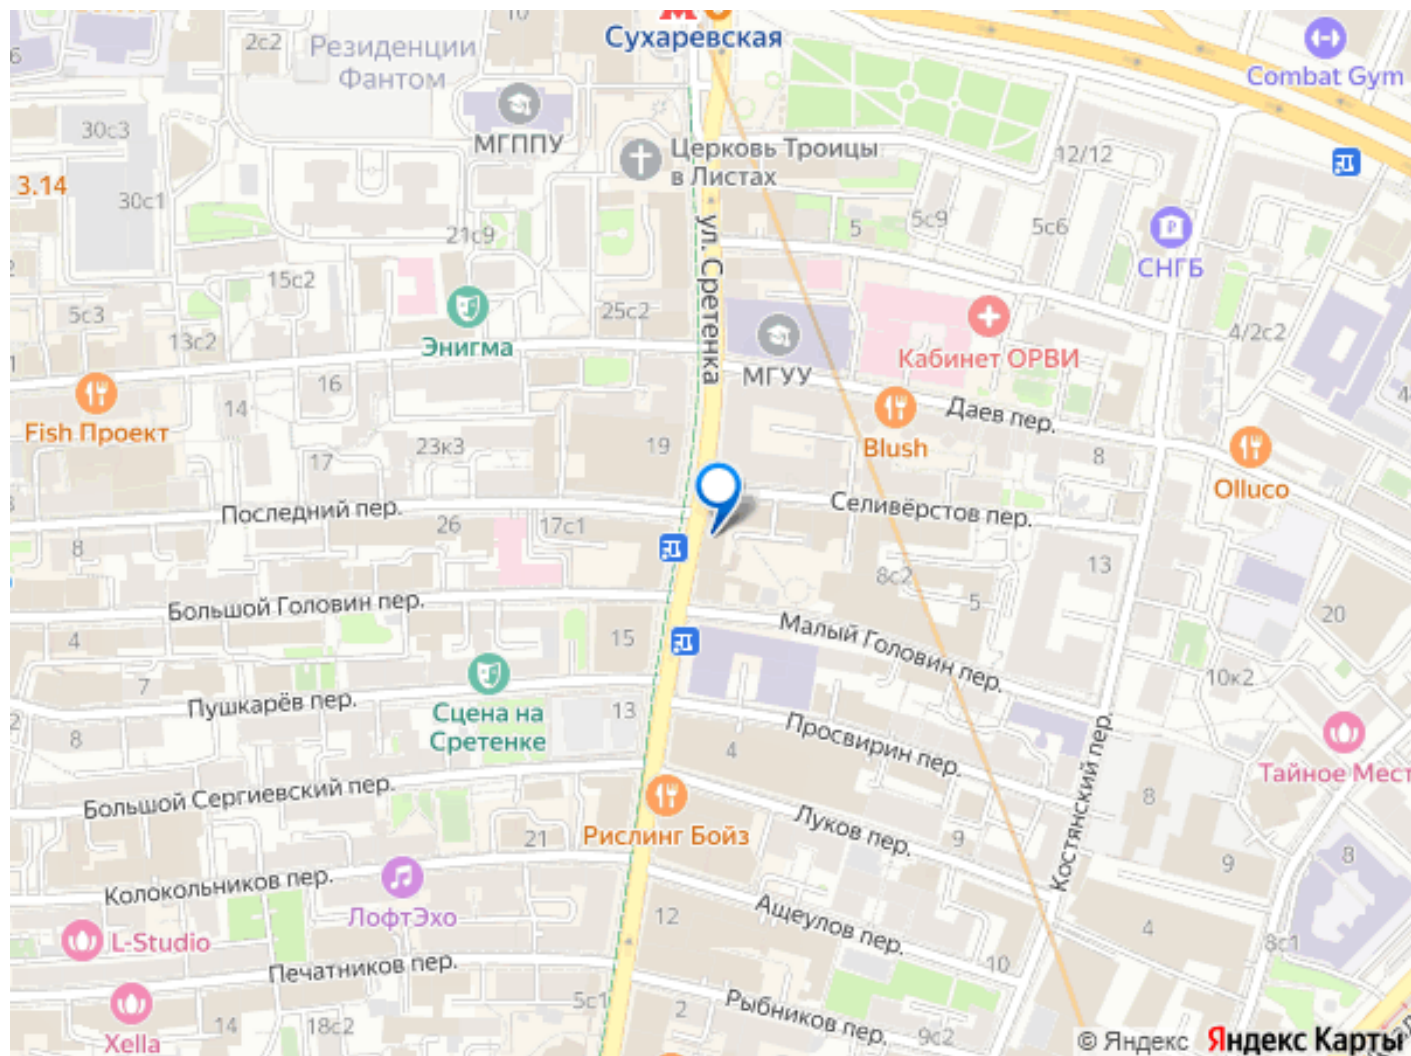 10
2с2
Резиденции
Фантом
Сухаревская
Combat Gym
6
30с3
МГППУ
Церковь Троицы
в Листах
12/12
3.14
30с1
21с9
5
5с9
5с6
СНГБ
ул. Сретенка
15с2
5с3
13с2
25с2
Энигма
МГУУ
Кабинет ОРВИ
4/2с2
16
14
Fish Проект
23к3
17
19
Blush
Даев пер.
8
Olluco
Последний пер.
26
17с1
Селивёрстов пер.
8
8с2
13
5
20
Большой Головин пер.
4
15
Малый Головин пер.
7
Пушкарёв пер.
10к2
8
Сцена на
Сретенке
13
4
Просвирин пер.
Костянский пер.
Тайное Мест
Большой Сергиевский пер.
8
Рислинг Бойз
Луков пер.
9
21
9
8
Колокольников пер.
ЛофтЭхо
12
Ащеулов пер.
4
L-Studio
8с1
Печатников пер.
10
5с1
2
Рыбников пер.
9с2
14
18с2
Xella
© Яндекс Яндекс Карты